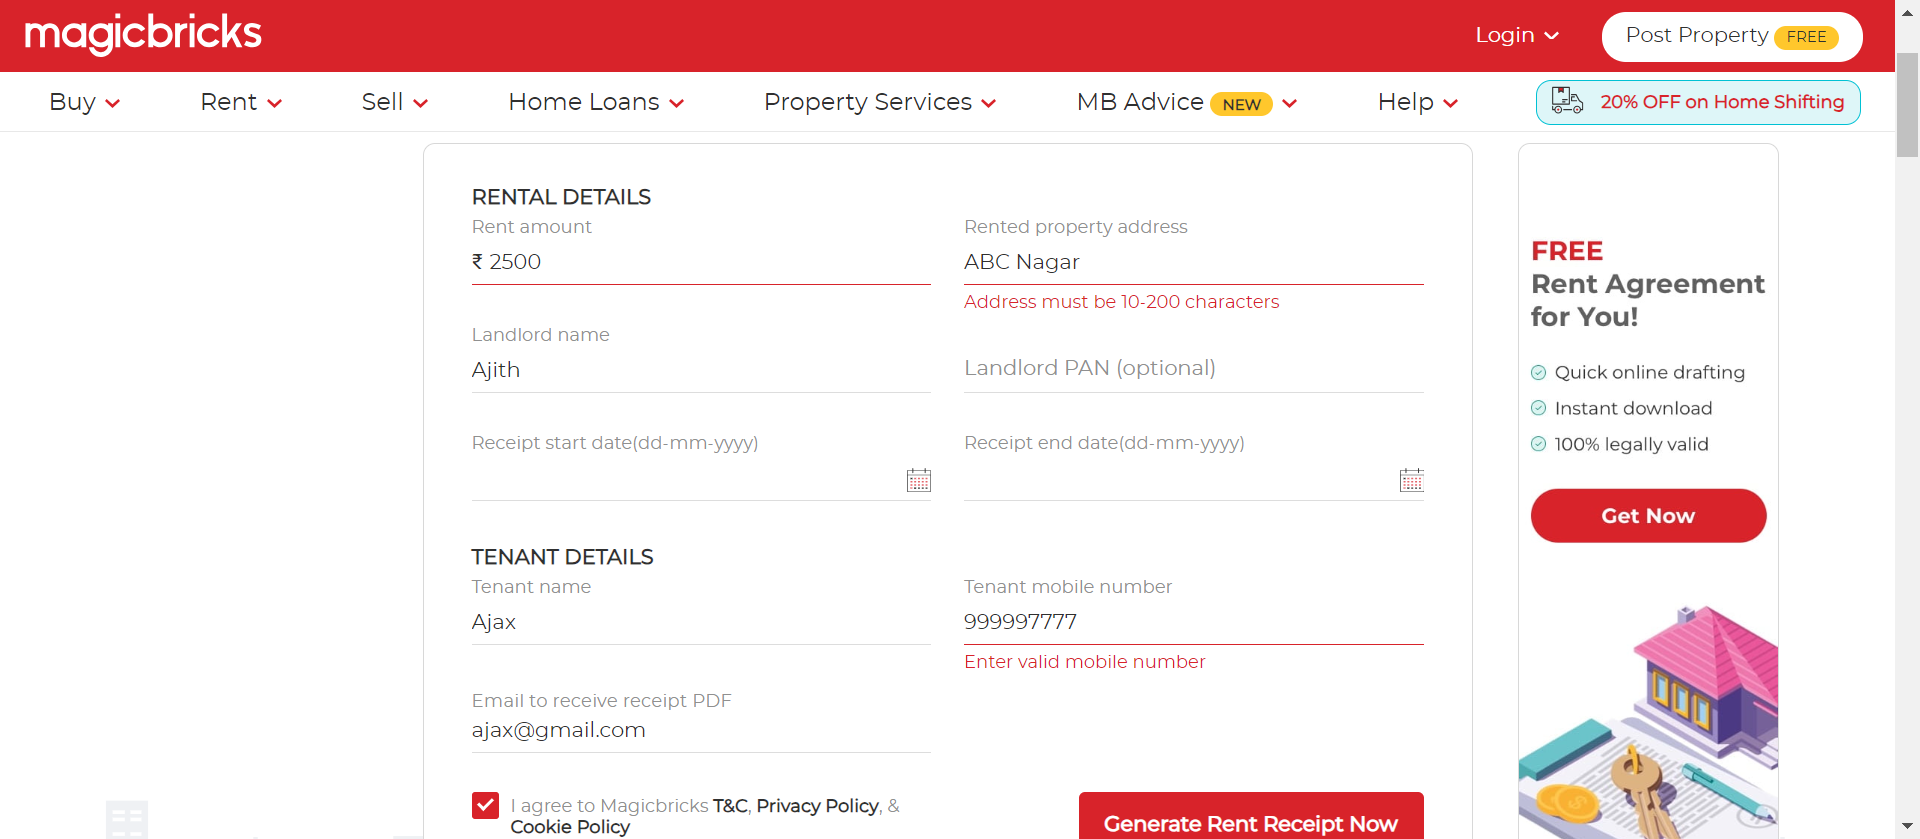 magicbricks
Login
Post Property FREE
Buy
Rent
Sell
Home Loans
Property Services
MB Advice NEW
Help
20% OFF on Home Shifting
RENTAL DETAILS
Rent amount
₹ 2500
Rented property address
ABC Nagar
Address must be 10-200 characters
Landlord name
Ajith
Landlord PAN (optional)
Receipt start date(dd-mm-yyyy)
Receipt end date(dd-mm-yyyy)
TENANT DETAILS
Tenant name
Ajax
Tenant mobile number
999997777
Enter valid mobile number
Email to receive receipt PDF
ajax@gmail.com
I agree to Magicbricks T&C, Privacy Policy, &
Cookie Policy
Generate Rent Receipt Now
FREE
Rent Agreement
for You!
Quick online drafting
Instant download
100% legally valid
Get Now